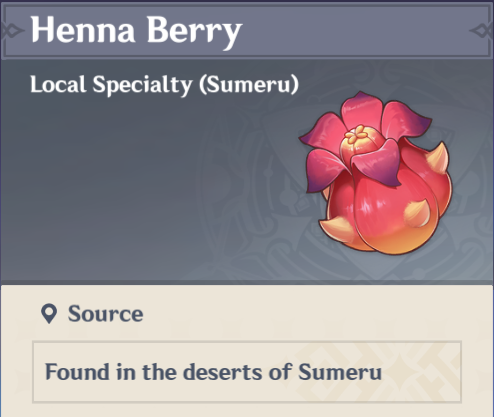 Henna Berry
Local Specialty (Sumeru)
Source
Found in the deserts of Sumeru